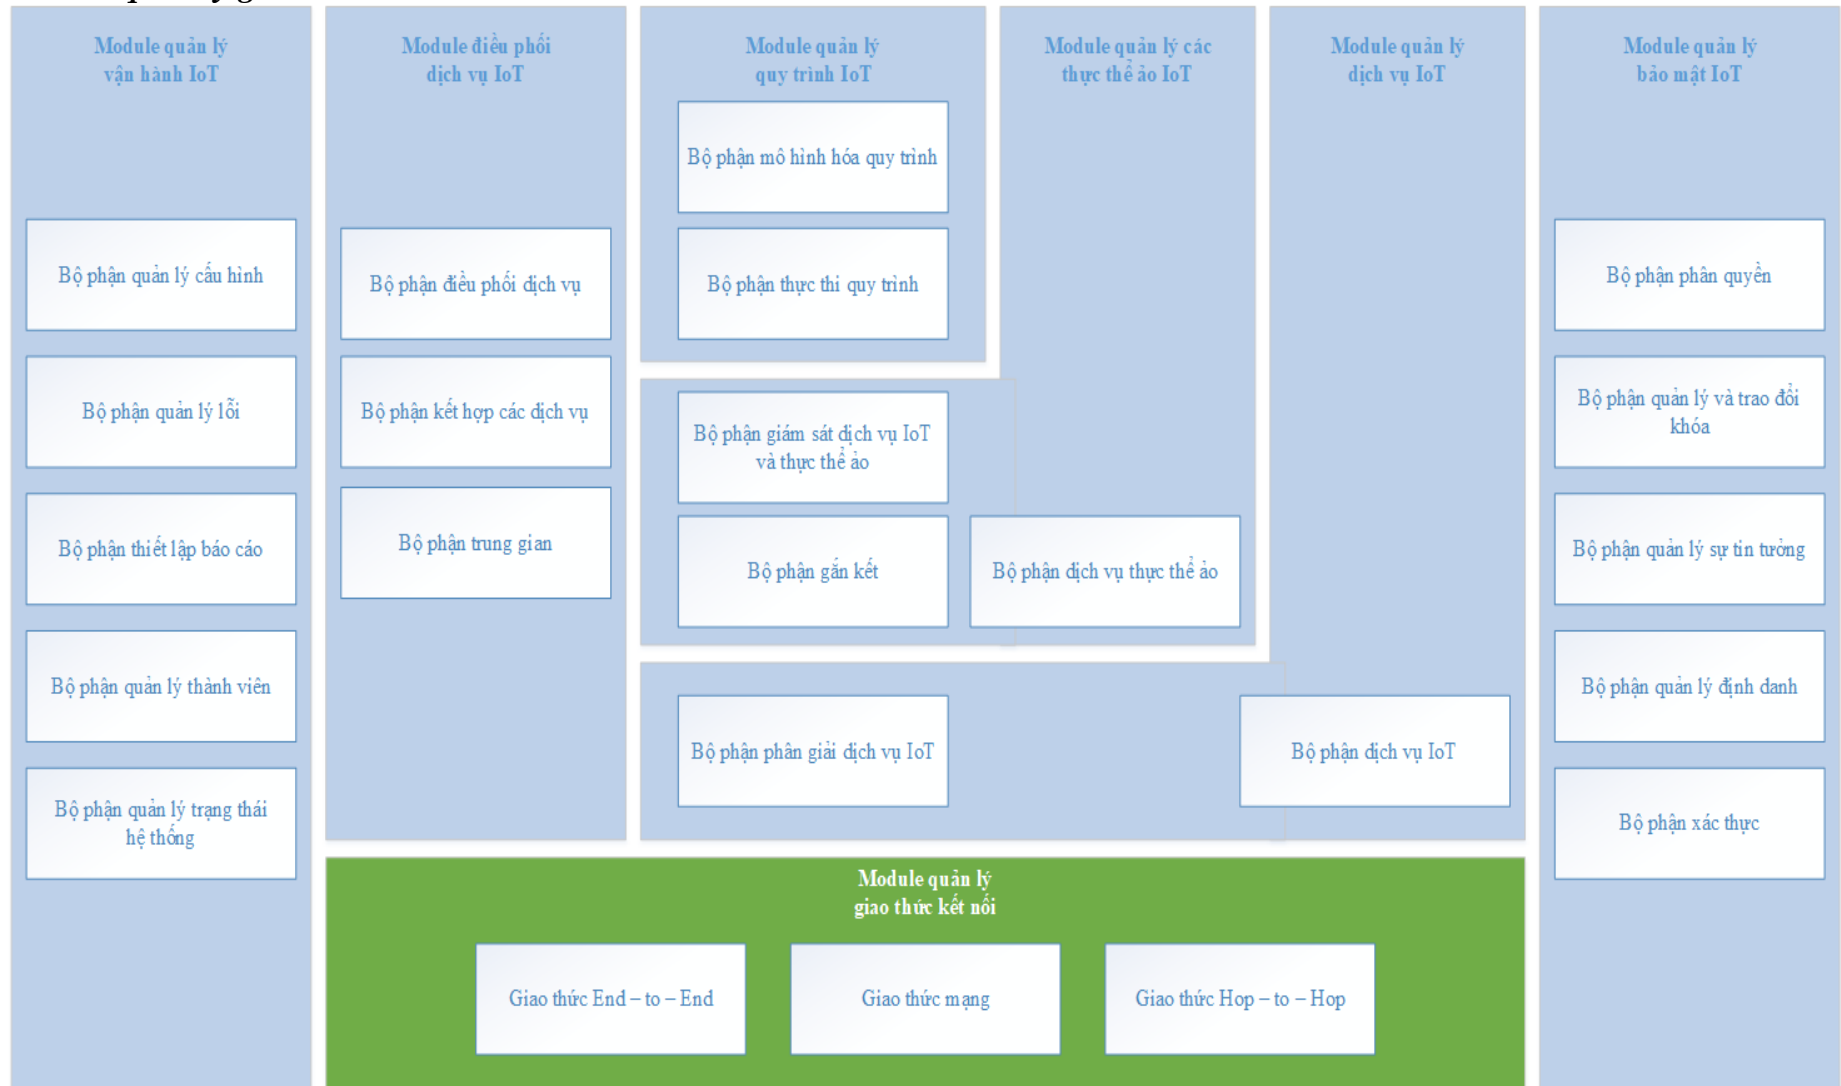 Module quản lý
vận hành IoT
Bộ phận quản lý cấu hình
Bộ phận quản lý lỗi
Bộ phận thiết lập báo cáo
Bộ phận quản lý thành viên
Bộ phận quản lý trạng thái
hệ thống
Module điều phối
dịch vụ IoT
Bộ phận điều phối dịch vụ
Bộ phận kết hợp các dịch vụ
Bộ phận trung gian
Module quản lý
quy trình IoT
Bộ phận mô hình hóa quy trình
Bộ phận thực thi quy trình
Bộ phận giám sát dịch vụ IoT
và thực thể ảo
Bộ phận gắn kết
Bộ phận phân giải dịch vụ IoT
Module quản lý các
thực thể ảo IoT
Bộ phận dịch vụ thực thể ảo
Module quản lý
dịch vụ IoT
Bộ phận dịch vụ IoT
Module quản lý
bảo mật IoT
Bộ phận phân quyền
Bộ phận quản lý và trao đổi
khóa
Bộ phận quản lý sự tin tưởng
Bộ phận quản lý định danh
Bộ phận xác thực
Module quản lý
giao thức kết nối
Giao thức End – to – End
Giao thức mạng
Giao thức Hop – to – Hop